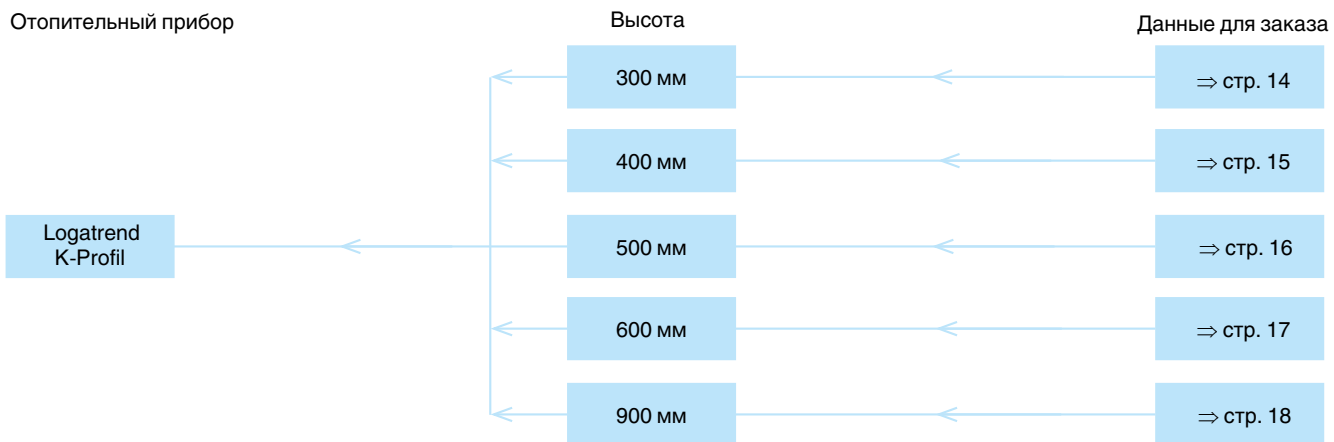 Отопительный прибор
Высота
Данные для заказа
300 мм
⇒ стр. 14
400 мм
⇒ стр. 15
Logatrend
K-Profil
500 мм
⇒ стр. 16
600 мм
⇒ стр. 17
900 мм
⇒ стр. 18